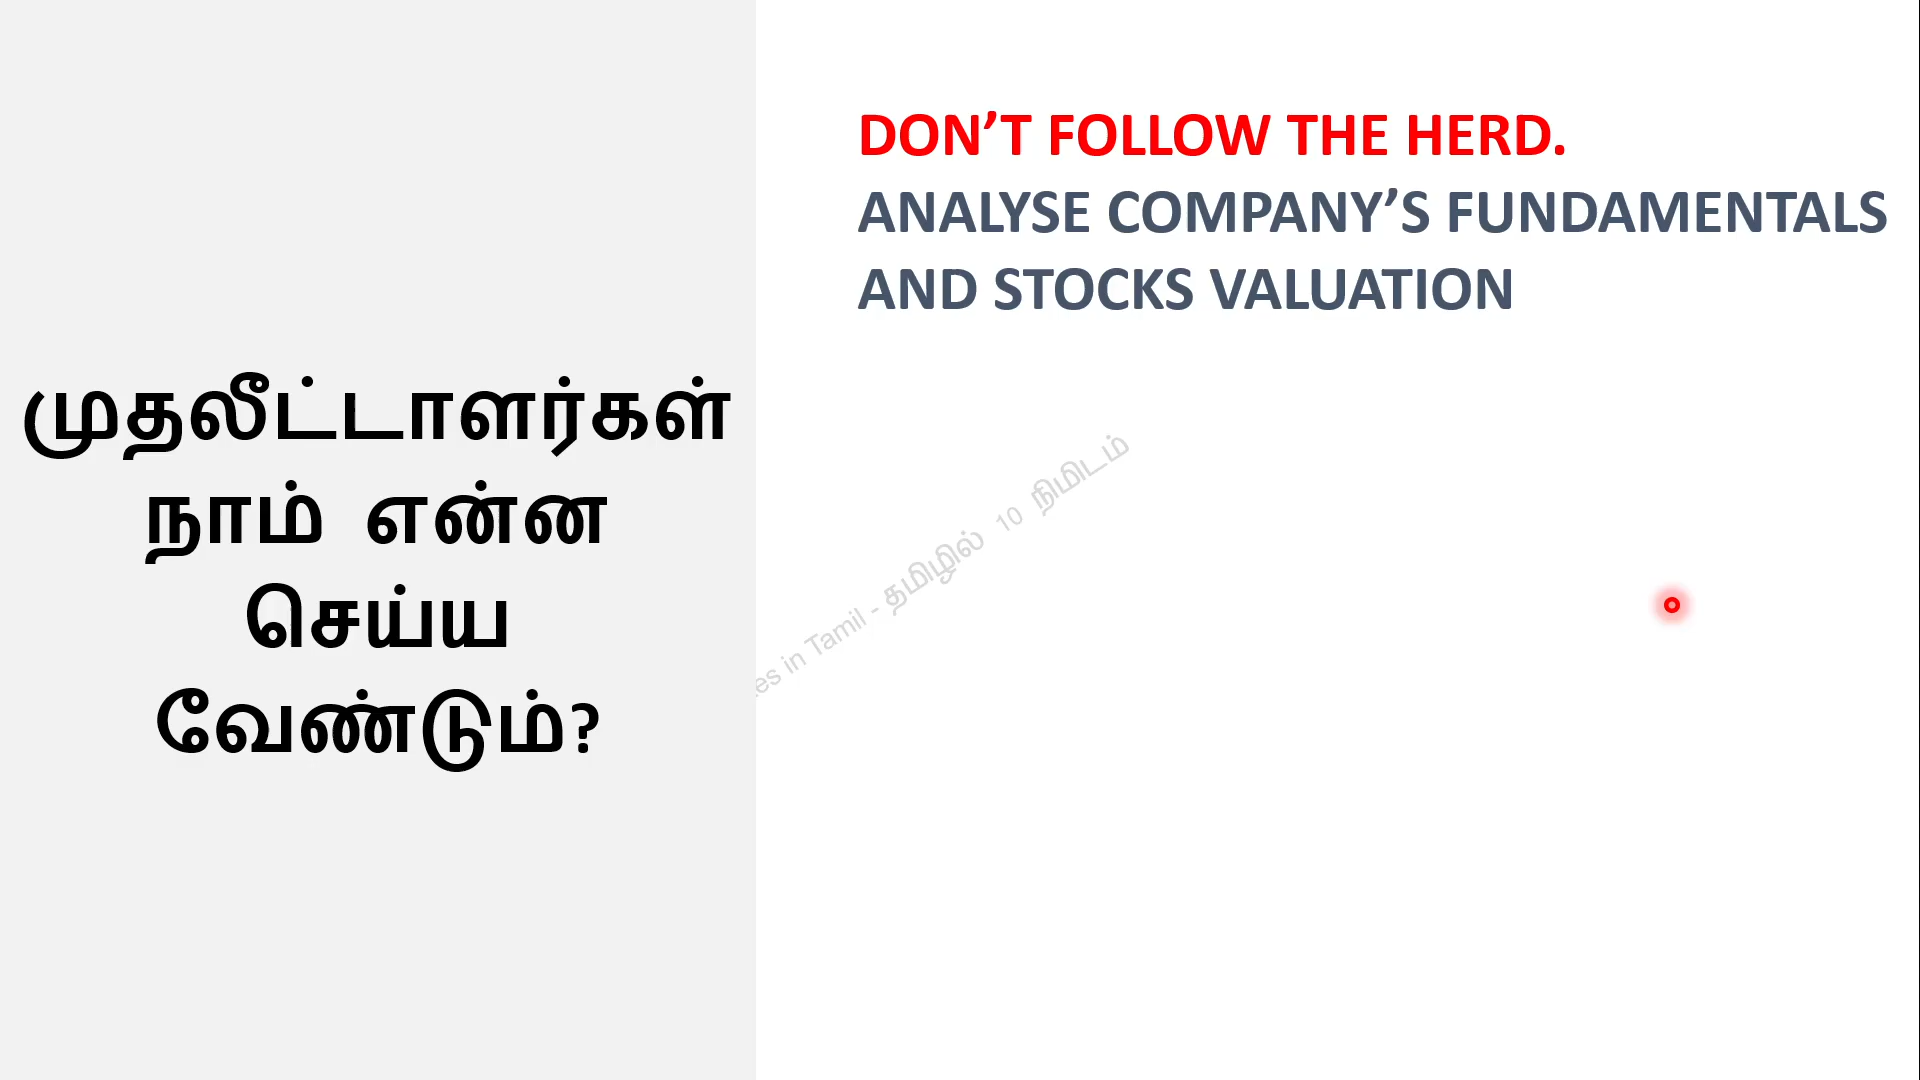 முதலீட்டாளர்கள்
நாம் என்ன
செய்ய
வேண்டும்?
DON’T FOLLOW THE HERD.
ANALYSE COMPANY’S FUNDAMENTALS
AND STOCKS VALUATION
in Tamil - தமிழில் 10 நிமிடம்